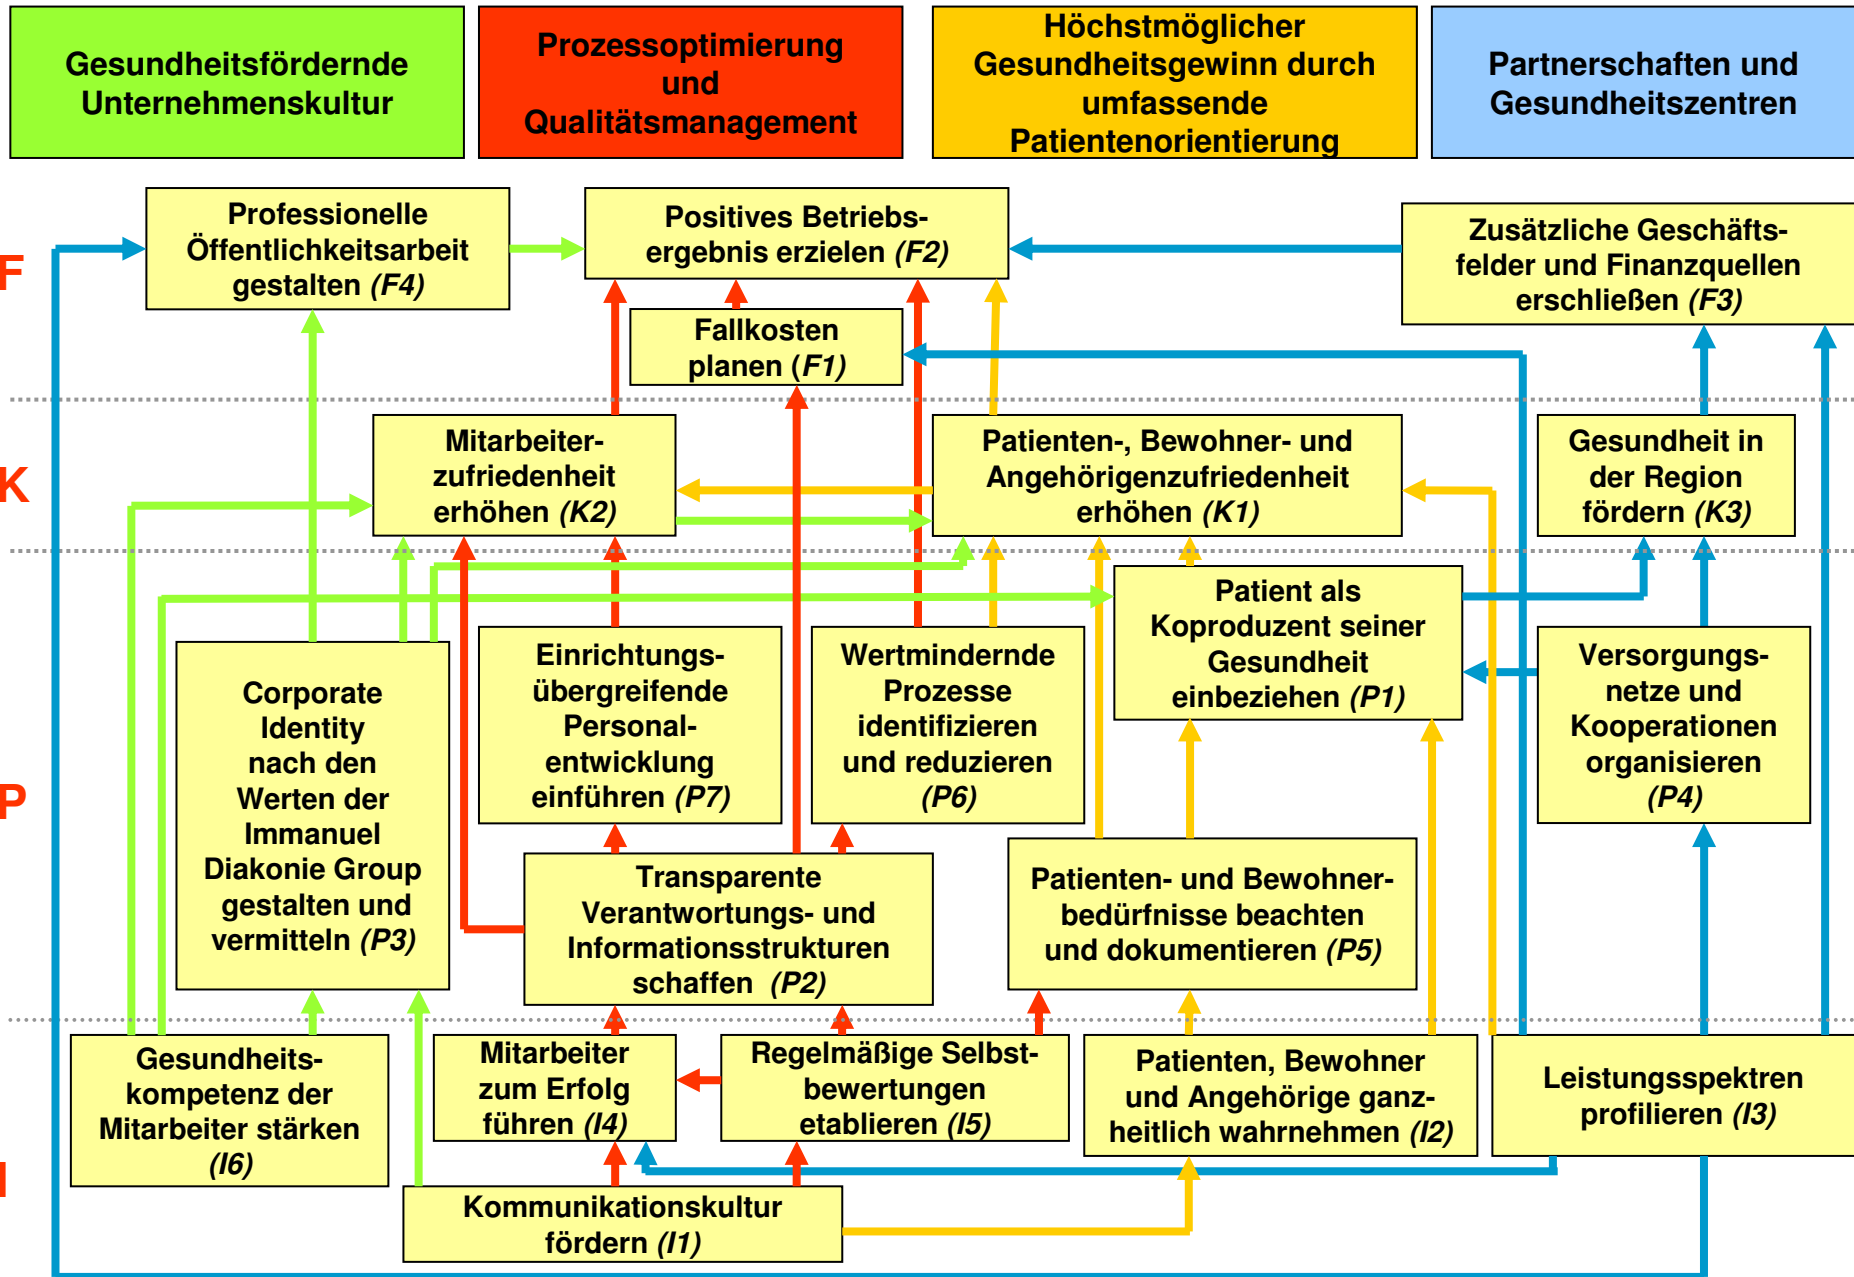 Gesundheitsfördernde
Unternehmenskultur
Prozessoptimierung
und
Qualitätsmanagement
Höchstmöglicher
Gesundheitsgewinn durch
umfassende
Patientenorientierung
Partnerschaften und
Gesundheitszentren
F
Professionelle
Öffentlichkeitsarbeit
gestalten (F4)
Positives Betriebs-
ergebnis erzielen (F2)
Zusätzliche Geschäfts-
felder und Finanzquellen
erschließen (F3)
Fallkosten
planen (F1)
K
Mitarbeiter-
zufriedenheit
erhöhen (K2)
Patienten-, Bewohner- und
Angehörigenzufriedenheit
erhöhen (K1)
Gesundheit in
der Region
fördern (K3)
P
Corporate
Identity
nach den
Werten der
Immanuel
Diakonie Group
gestalten und
vermitteln (P3)
Einrichtungs-
übergreifende
Personal-
entwicklung
einführen (P7)
Wertmindernde
Prozesse
identifizieren
und reduzieren
(P6)
Patient als
Koproduzent seiner
Gesundheit
einbeziehen (P1)
Versorgungs-
netze und
Kooperationen
organisieren
(P4)
Transparente
Verantwortungs- und
Informationsstrukturen
schaffen (P2)
Patienten- und Bewohner-
bedürfnisse beachten
und dokumentieren (P5)
I
Gesundheits-
kompetenz der
Mitarbeiter stärken
(I6)
Mitarbeiter
zum Erfolg
führen (I4)
Regelmäßige Selbst-
bewertungen
etablieren (I5)
Patienten, Bewohner
und Angehörige ganz-
heitlich wahrnehmen (I2)
Leistungsspektren
profilieren (I3)
Kommunikationskultur
fördern (I1)